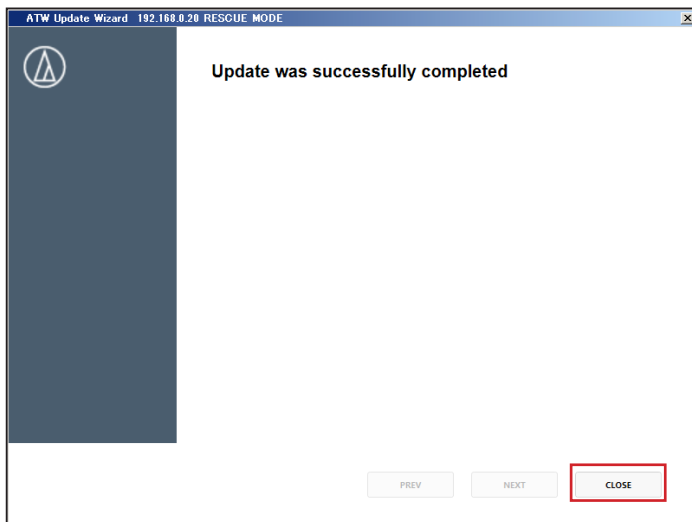 ATW Update Wizard 192.168.0.20 RESCUE MODE
Update was successfully completed
PREV NEXT CLOSE